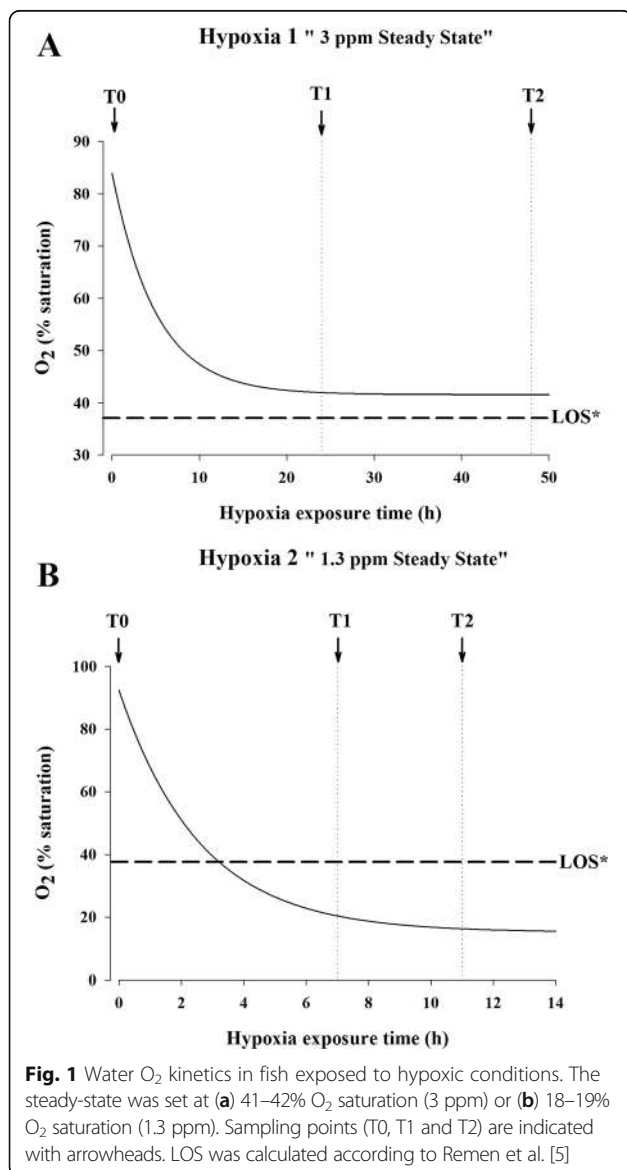 A
Hypoxia 1 " 3 ppm Steady State"
T0 T1 T2
90
80
70
60
50
40
30
O₂ (% saturation)
LOS*
0 10 20 30 40 50
Hypoxia exposure time (h)
Hypoxia 2 " 1.3 ppm Steady State"
B
T0 T1 T2
100
80
60
40
20
0
O₂ (% saturation)
LOS*
0 2 4 6 8 10 12 14
Hypoxia exposure time (h)
Fig. 1 Water O₂ kinetics in fish exposed to hypoxic conditions. The
steady-state was set at (a) 41–42% O₂ saturation (3 ppm) or (b) 18–19%
O₂ saturation (1.3 ppm). Sampling points (T0, T1 and T2) are indicated
with arrowheads. LOS was calculated according to Remen et al. [5]